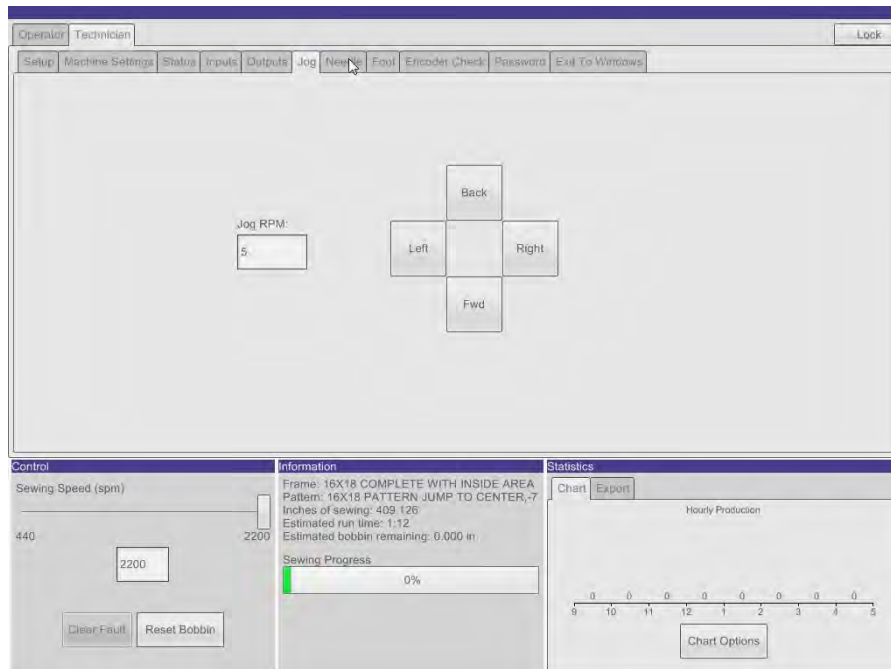 Operator Technician Lock
Setup Machine Settings Status Inputs Outputs Jog Needle Foot Encoder Check Password Exit To Windows
Back
Jog RPM:
5
Left Right
Fwd
Control
Sewing Speed (spm)
440 2200
2200
Clear Fault Reset Bobbin
Information
Frame: 16X18 COMPLETE WITH INSIDE AREA
Pattern: 16X18 PATTERN JUMP TO CENTER,-7
Inches of sewing: 409.126
Estimated run time: 1:12
Estimated bobbin remaining: 0.000 in
Sewing Progress
0%
Statistics
Chart Export
Hourly Production
0 0 0 0 0 0 0 0
9 10 11 12 1 2 3 4 5
Chart Options